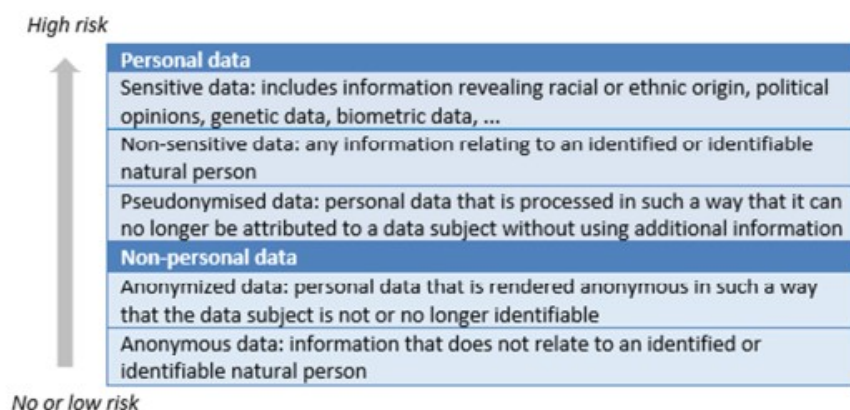 High risk
Personal data
Sensitive data: includes information revealing racial or ethnic origin, political
opinions, genetic data, biometric data, ...
Non-sensitive data: any information relating to an identified or identifiable
natural person
Pseudonymised data: personal data that is processed in such a way that it can
no longer be attributed to a data subject without using additional information
Non-personal data
Anonymized data: personal data that is rendered anonymous in such a way
that the data subject is not or no longer identifiable
Anonymous data: information that does not relate to an identified or
identifiable natural person
No or low risk